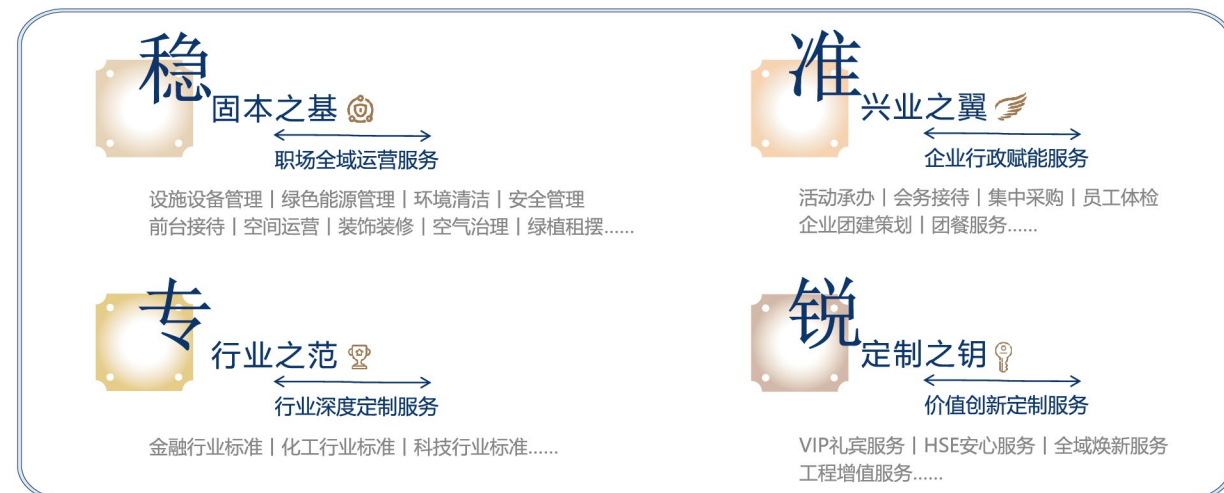 稳
固本之基
职场全域运营服务
设施设备管理丨绿色能源管理丨环境清洁丨安全管理
前台接待丨空间运营丨装饰装修丨空气治理丨绿植租摆......
准
兴业之翼
企业行政赋能服务
活动承办丨会务接待丨集中采购丨员工体检
企业团建策划丨团餐服务......
专
行业之范
行业深度定制服务
金融行业标准丨化工行业标准丨科技行业标准......
锐
定制之钥
价值创新定制服务
VIP礼宾服务丨HSE安心服务丨全域焕新服务
工程增值服务......